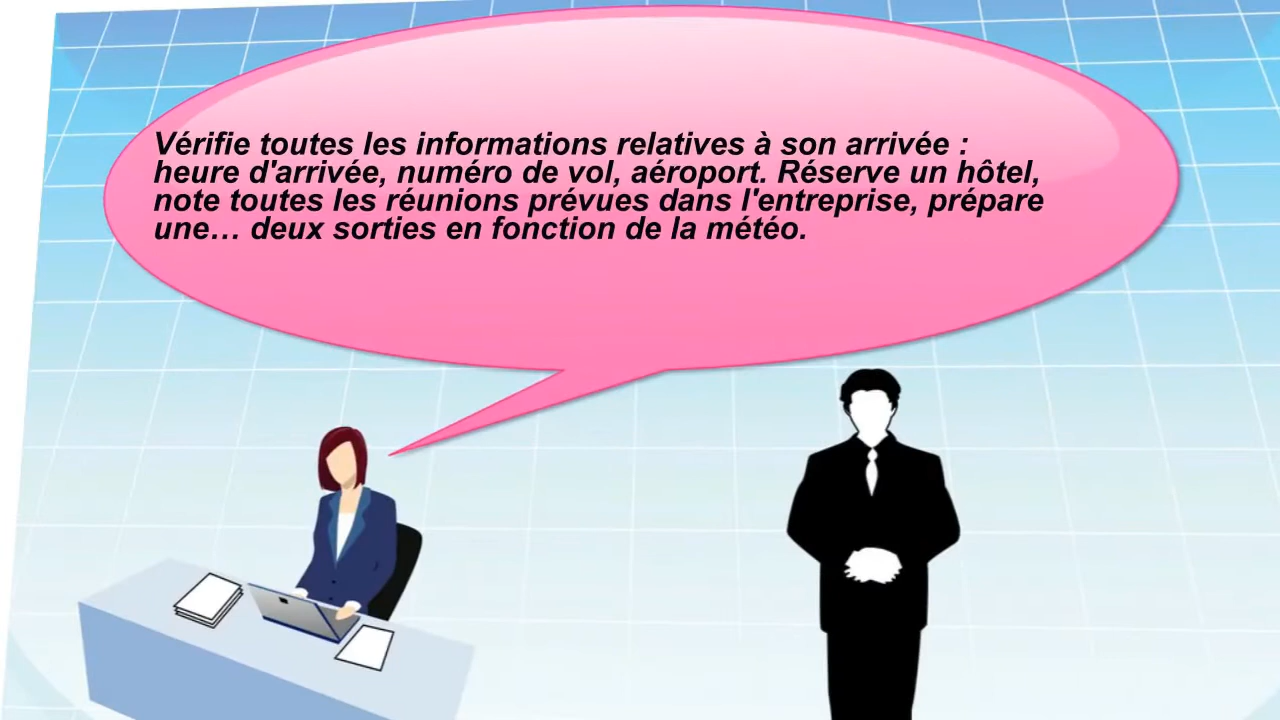 Vérifie toutes les informations relatives à son arrivée :
heure d'arrivée, numéro de vol, aéroport. Réserve un hôtel,
note toutes les réunions prévues dans l'entreprise, prépare
une… deux sorties en fonction de la météo.